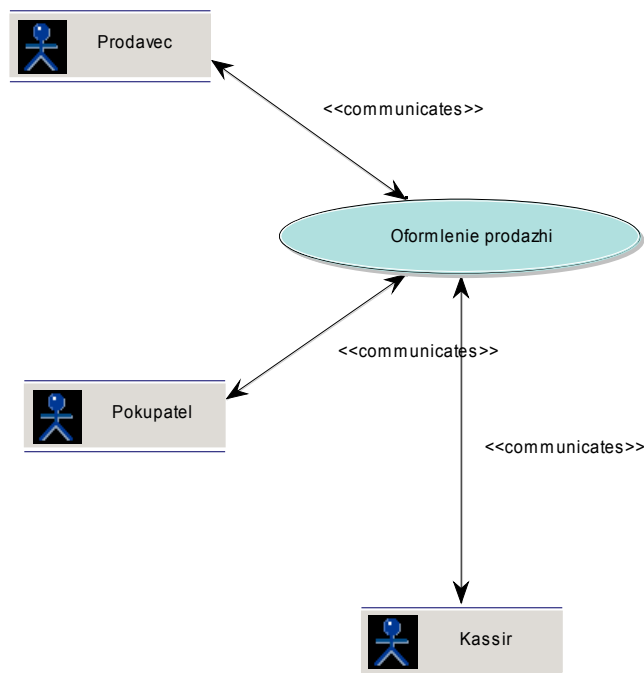 Prodavec
<<communicates>>
Oformlenie prodazhi
<<communicates>>
Pokupatel
<<communicates>>
Kassir